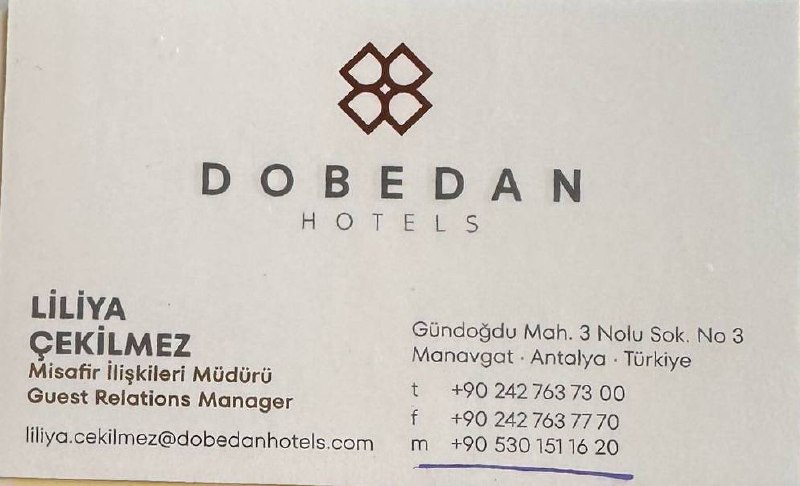 DOBEDAN
HOTELS
LİLİYA
ÇEKİLMEZ
Misafir İlişkileri Müdürü
Guest Relations Manager
liliya.cekilmez@dobedanhotels.com
Gündoğdu Mah. 3 Nolu Sok. No 3
Manavgat · Antalya · Türkiye
t +90 242 763 73 00
f +90 242 763 77 70
m +90 530 151 16 20